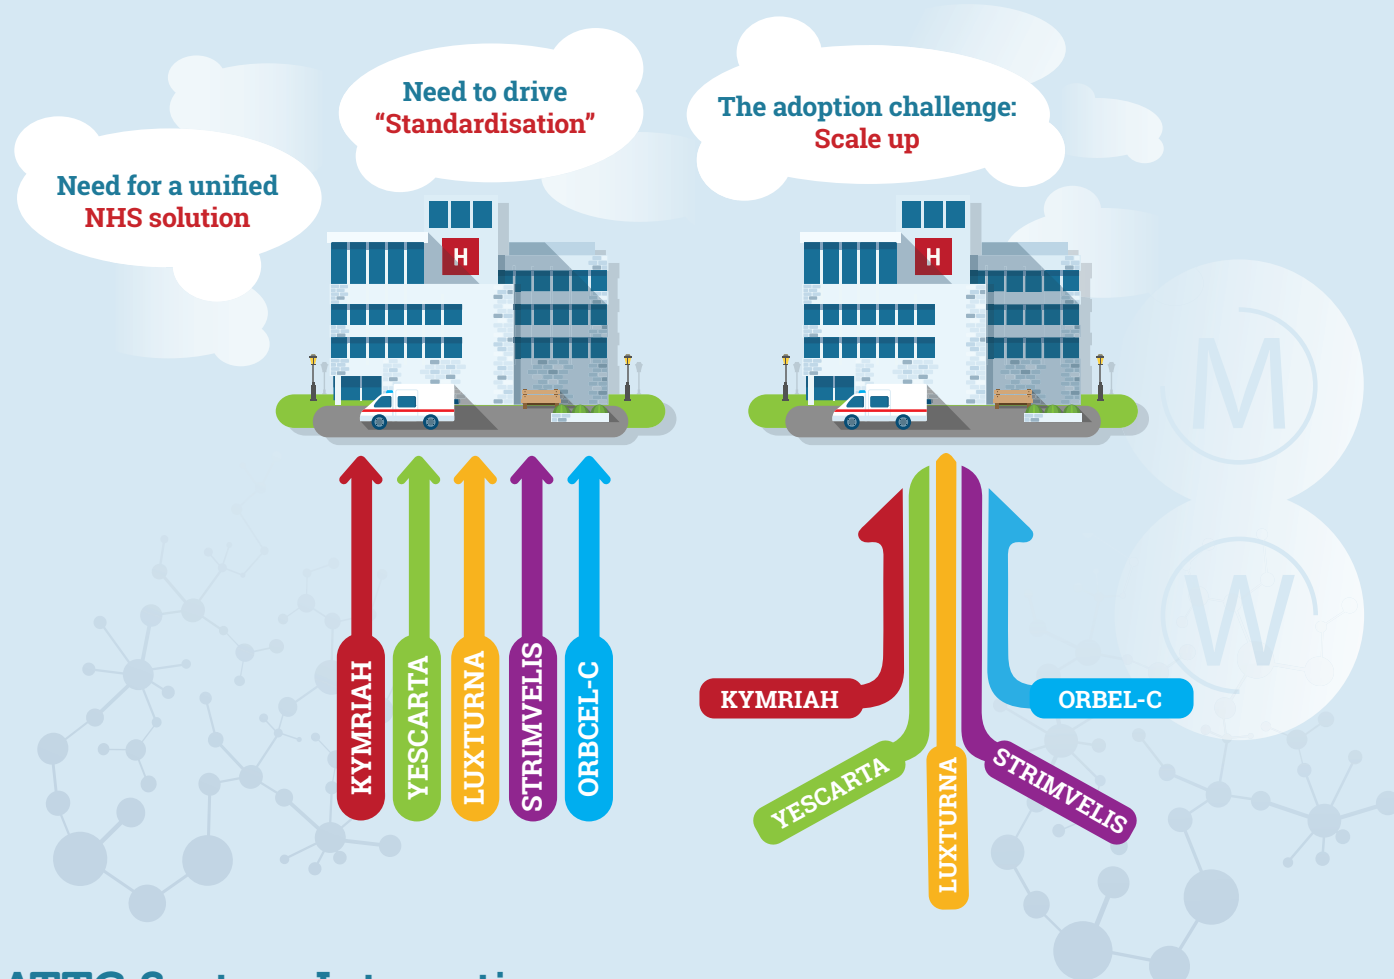 Need to drive
“Standardisation”
The adoption challenge:
Scale up
Need for a unified
NHS solution
H
H
M
W
KYMRIAH
YESCARTA
LUXTURNA
STRIMVELIS
ORBCEL-C
KYMRIAH
ORBEL-C
YESCARTA
LUXTURNA
STRIMVELIS